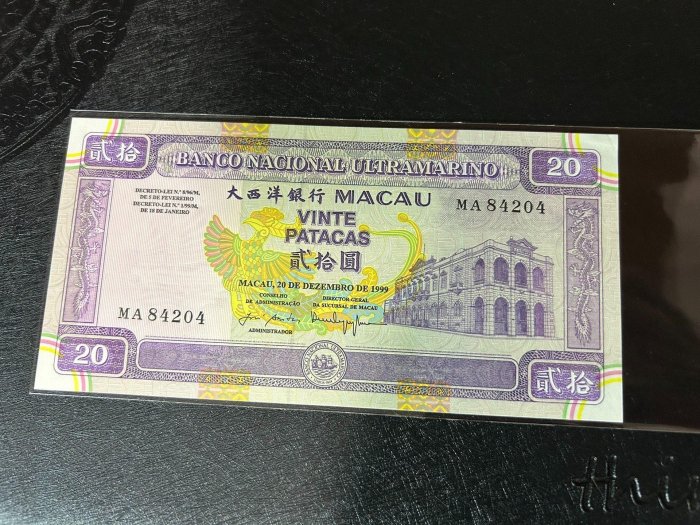 貳拾
BANCO NACIONAL ULTRAMARINO
20
DECRETO-LEI N.º 8/96/M,
DE 5 DE FEVEREIRO
DECRETO-LEI N.º 1/99/M,
DE 18 DE JANEIRO
大西洋銀行 MACAU
MA 84204
VINTE
PATACAS
貳拾圓
MACAU, 20 DE DEZEMBRO DE 1999
CONSELHO
DE ADMINISTRAÇÃO
DIRECTOR-GERAL
DA SUCURSAL DE MACAU
MA 84204
ADMINISTRADOR
20
貳拾